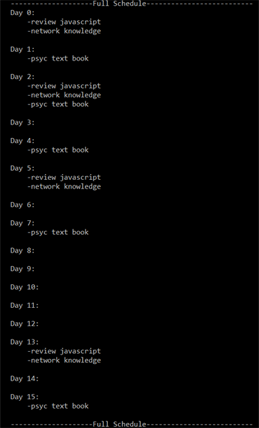 ---------------------Full Schedule---------------------------
Day 0:
-review javascript
-network knowledge
Day 1:
-psyc text book
Day 2:
-review javascript
-network knowledge
-psyc text book
Day 3:
Day 4:
-psyc text book
Day 5:
-review javascript
-network knowledge
Day 6:
Day 7:
-psyc text book
Day 8:
Day 9:
Day 10:
Day 11:
Day 12:
Day 13:
-review javascript
-network knowledge
Day 14:
Day 15:
-psyc text book
---------------------Full Schedule---------------------------